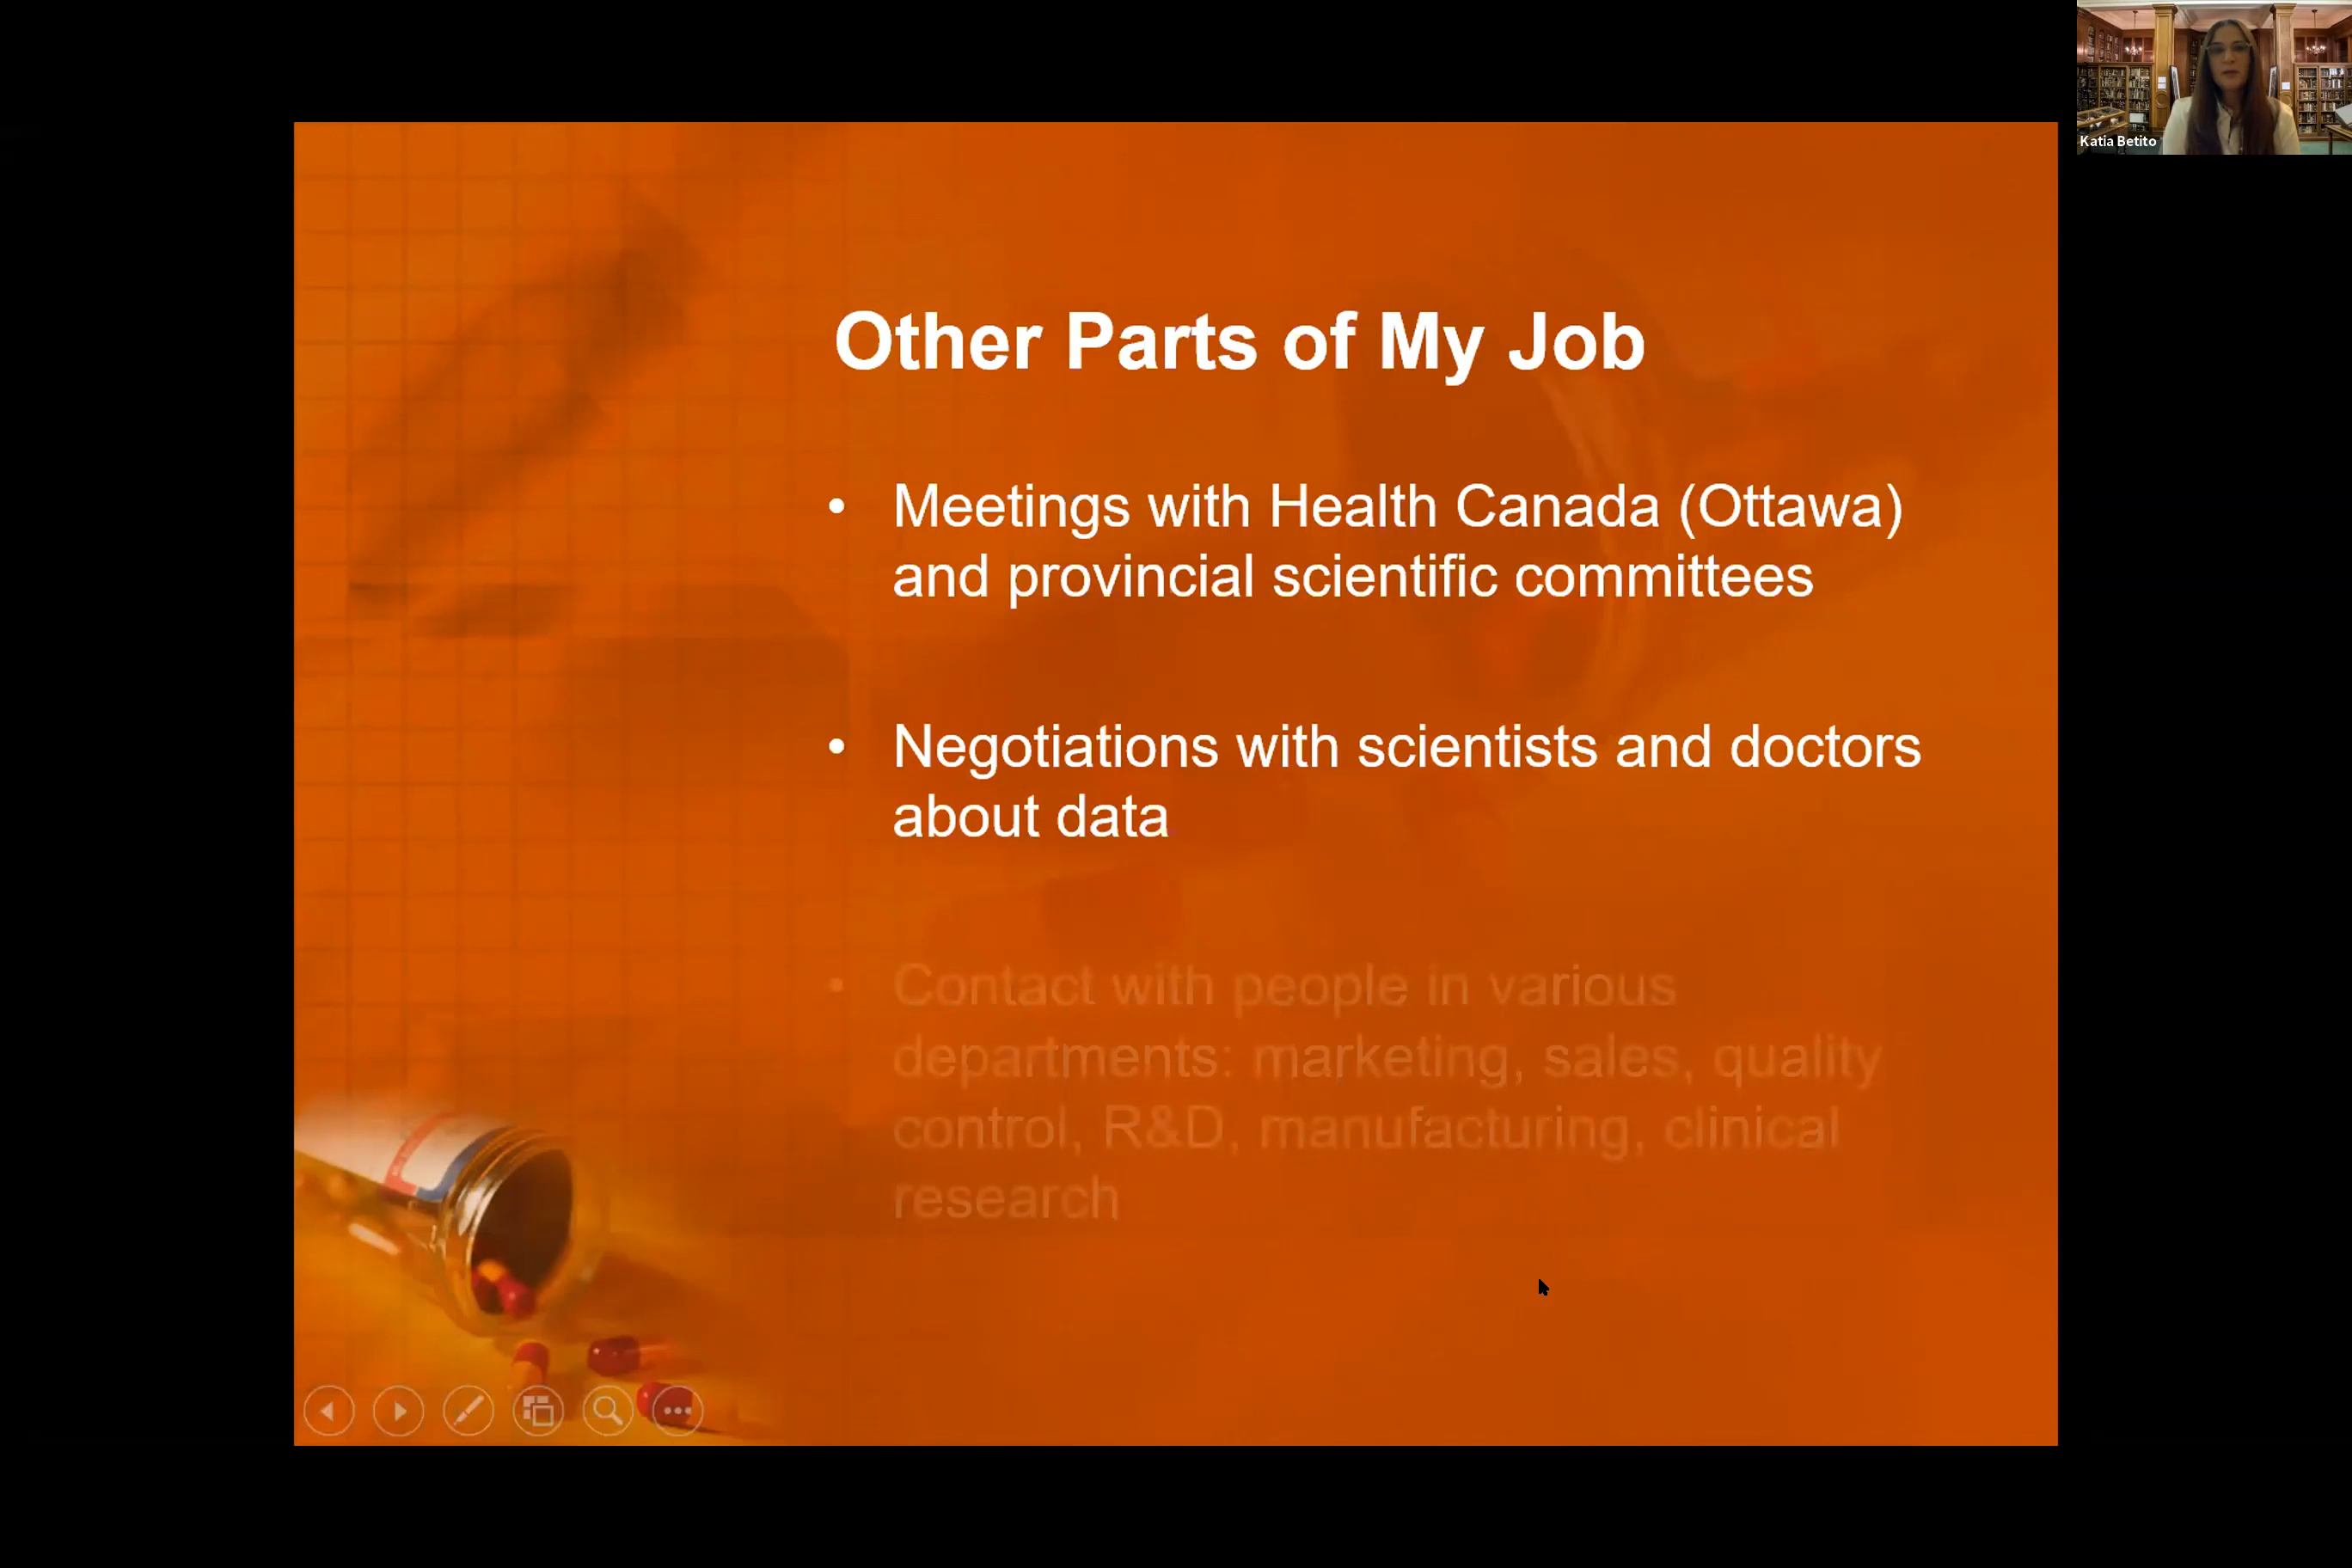 Katia Betito
Other Parts of My Job
• Meetings with Health Canada (Ottawa)
and provincial scientific committees
• Negotiations with scientists and doctors
about data
• Contact with people in various
departments: marketing, sales, quality
control, R&D, manufacturing, clinical
research